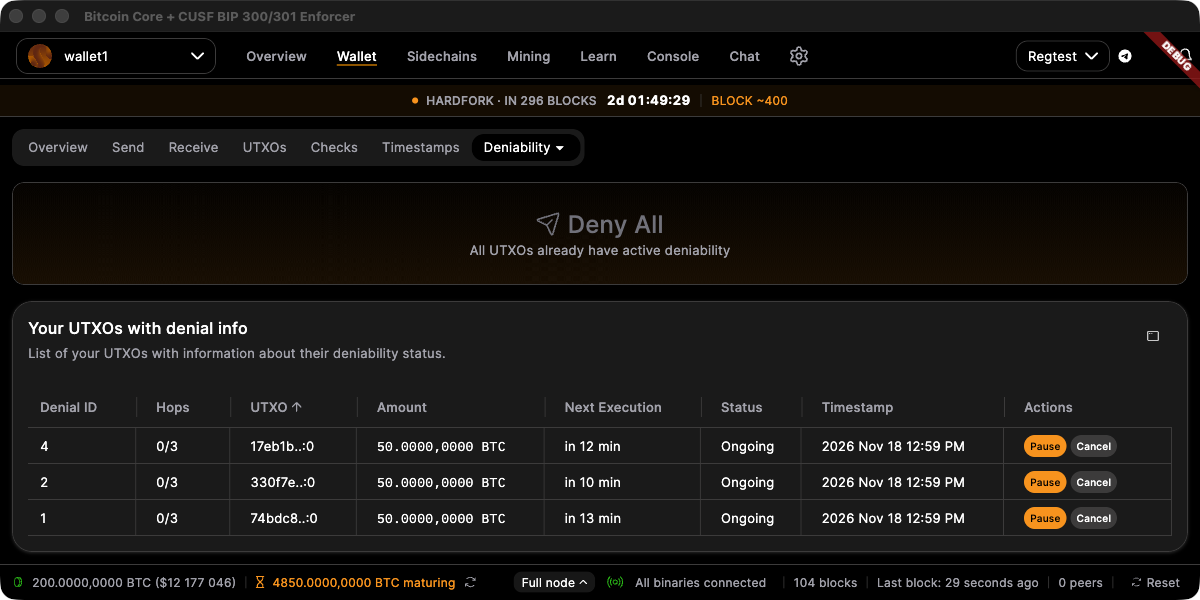 Bitcoin Core + CUSF BIP 300/301 Enforcer
wallet1
Overview
Wallet
Sidechains
Mining
Learn
Console
Chat
Regtest
DEBUG
HARDFORK · IN 296 BLOCKS 2d 01:49:29 BLOCK ~400
Overview
Send
Receive
UTXOs
Checks
Timestamps
Deniability
Deny All
All UTXOs already have active deniability
Your UTXOs with denial info
List of your UTXOs with information about their deniability status.
Denial ID Hops UTXO ↑ Amount Next Execution Status Timestamp Actions
4 0/3 17eb1b..:0 50.0000,0000 BTC in 12 min Ongoing 2026 Nov 18 12:59 PM Pause Cancel
2 0/3 330f7e..:0 50.0000,0000 BTC in 10 min Ongoing 2026 Nov 18 12:59 PM Pause Cancel
1 0/3 74bdc8..:0 50.0000,0000 BTC in 13 min Ongoing 2026 Nov 18 12:59 PM Pause Cancel
200.0000,0000 BTC ($12 177 046)
4850.0000,0000 BTC maturing
Full node
All binaries connected
104 blocks
Last block: 29 seconds ago
0 peers
Reset